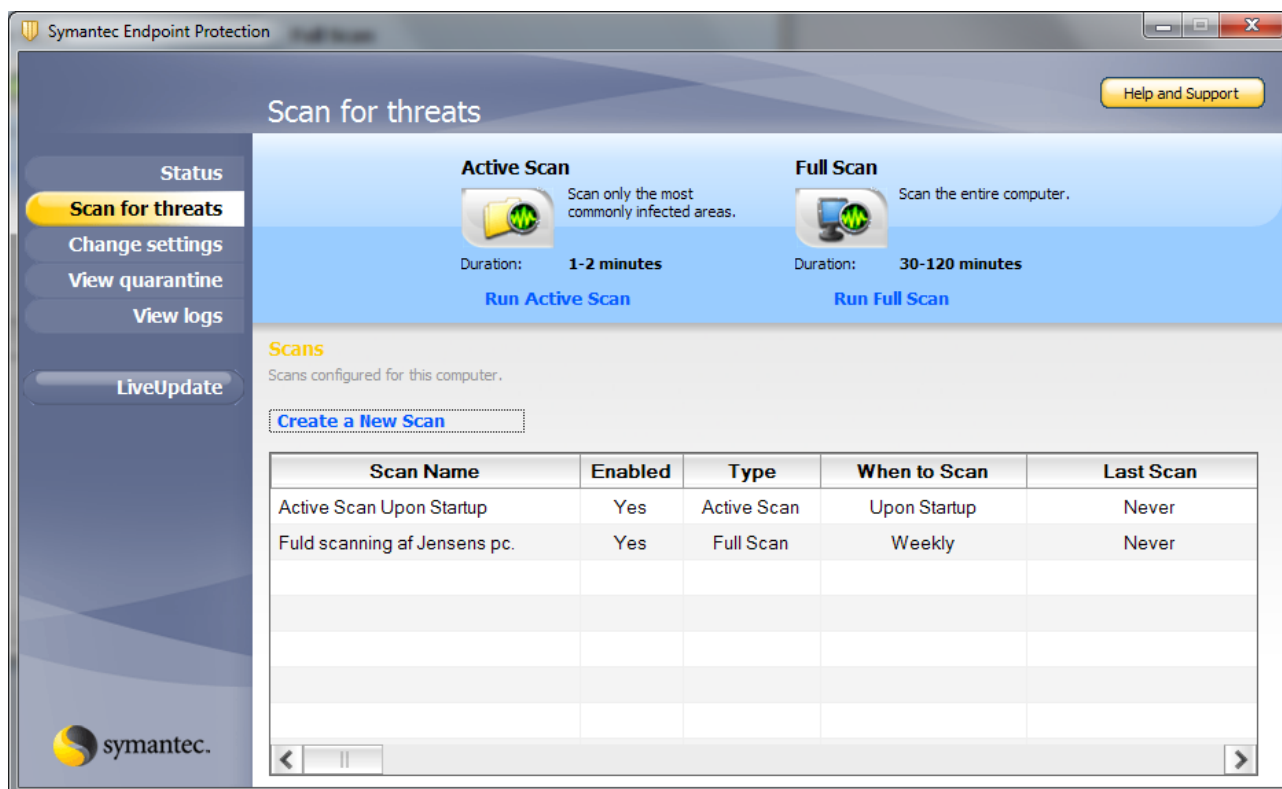 Symantec Endpoint Protection
Scan for threats
Help and Support
Status
Scan for threats
Change settings
View quarantine
View logs
LiveUpdate
Active Scan
Scan only the most
commonly infected areas.
Duration: 1-2 minutes
Run Active Scan
Full Scan
Scan the entire computer.
Duration: 30-120 minutes
Run Full Scan
Scans
Scans configured for this computer.
Create a New Scan
Scan Name Enabled Type When to Scan Last Scan
Active Scan Upon Startup Yes Active Scan Upon Startup Never
Fuld scanning af Jensens pc. Yes Full Scan Weekly Never
symantec.